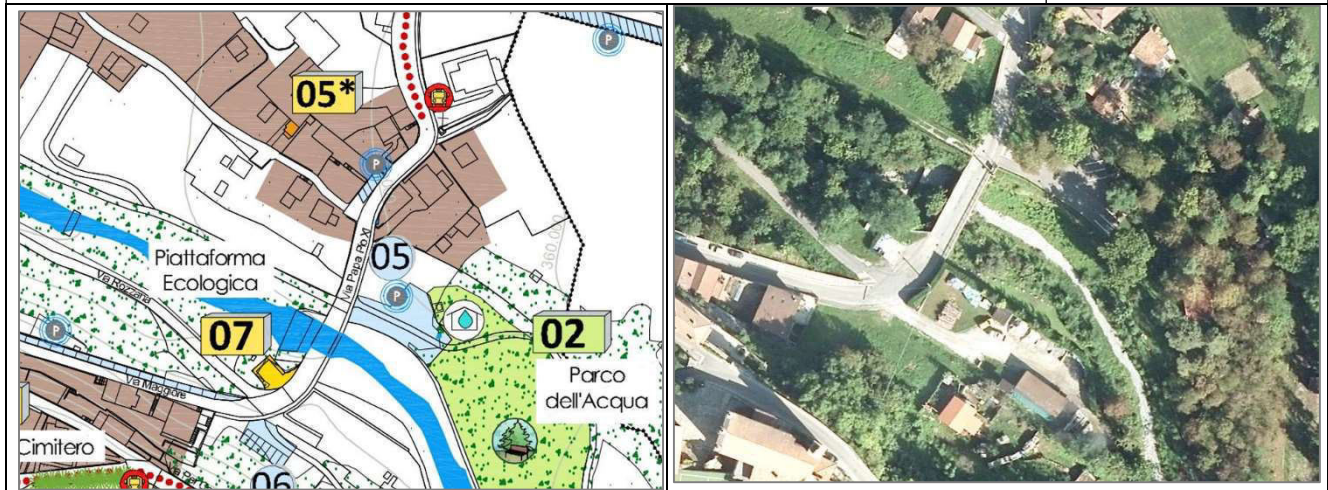 P
05*
P
360.000
Via Papa Pio XI
05
Piattaforma
Ecologica
Via Rozzana
P
P
07
02
Via Maggiore
Parco
dell'Acqua
Cimitero
06